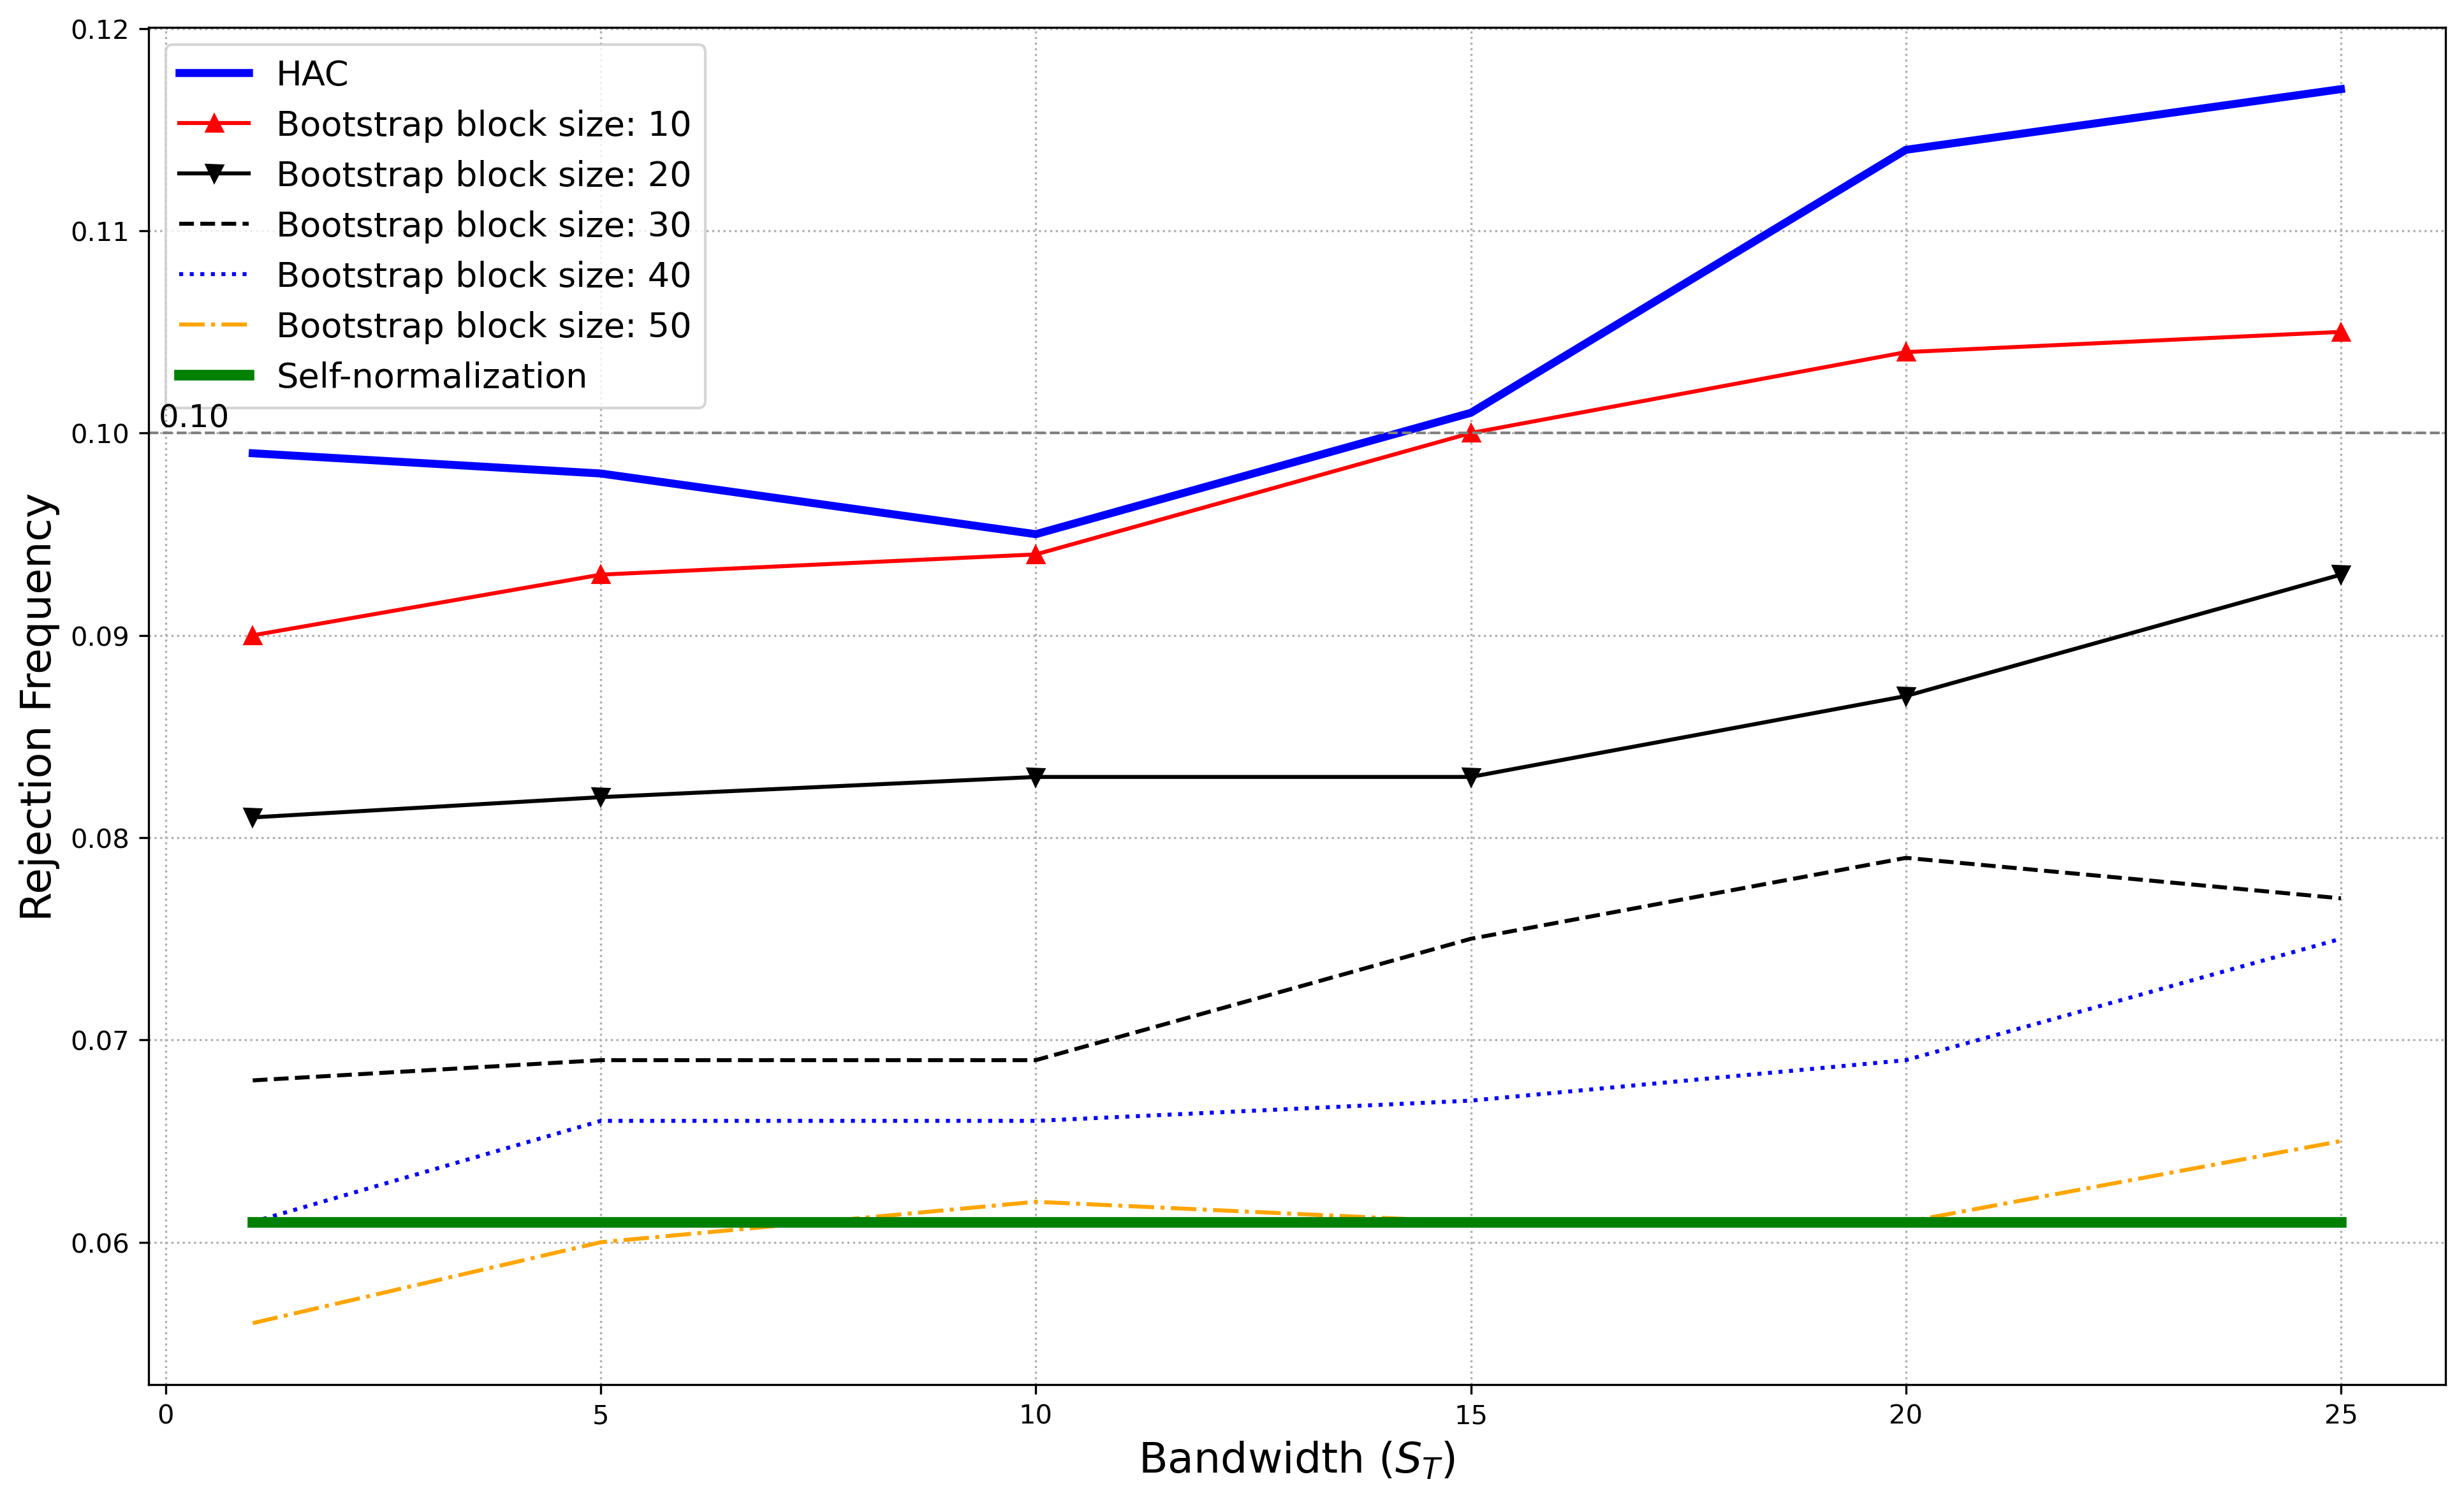 0.12
0.11
0.10
0.09
0.08
0.07
0.06
Rejection Frequency
HAC
Bootstrap block size: 10
Bootstrap block size: 20
Bootstrap block size: 30
Bootstrap block size: 40
Bootstrap block size: 50
Self-normalization
0.10
0 5 10 15 20 25
Bandwidth (S_T)